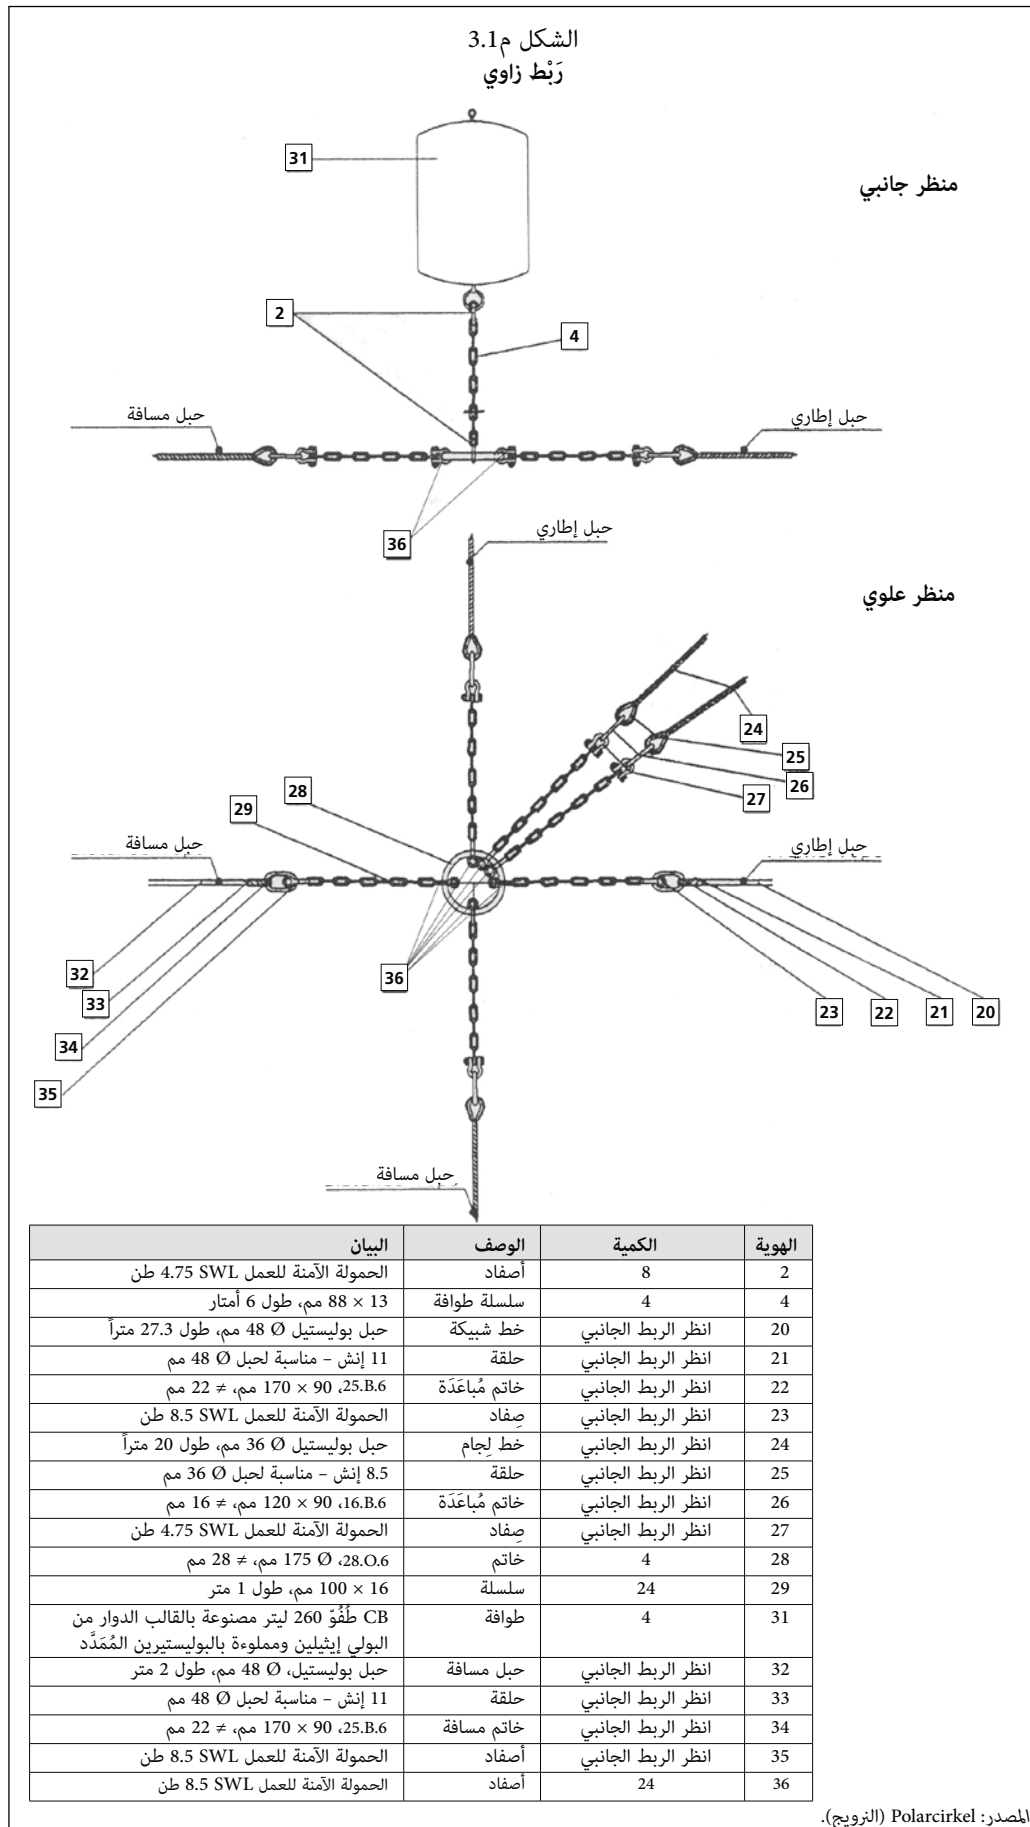 الشكل م3.1
رَبْط زاوي
31
منظر جانبي
2
4
حبل مسافة
حبل إطاري
36
حبل إطاري
منظر علوي
24
25
26
27
28
29
حبل مسافة
حبل إطاري
32
33
34
35
36
23
22
21
20
حبل مسافة
الهوية الكمية الوصف البيان
2 8 أصفاد الحمولة الآمنة للعمل SWL 4.75 طن
4 4 سلسلة طوافة 13 × 88 مم، طول 6 أمتار
20 انظر الربط الجانبي خط شبيكة حبل بوليستيل Ø 48 مم، طول 27.3 متراً
21 انظر الربط الجانبي حلقة 11 إنش – مناسبة لحبل Ø 48 مم
22 انظر الربط الجانبي خاتم مُباعَدَة 25.B.6، 90 × 170 مم، ≠ 22 مم
23 انظر الربط الجانبي صِفاد الحمولة الآمنة للعمل SWL 8.5 طن
24 انظر الربط الجانبي خط لِجام حبل بوليستيل Ø 36 مم، طول 20 متراً
25 انظر الربط الجانبي حلقة 8.5 إنش – مناسبة لحبل Ø 36 مم
26 انظر الربط الجانبي خاتم مُباعَدَة 16.B.6، 90 × 120 مم، ≠ 16 مم
27 انظر الربط الجانبي صِفاد الحمولة الآمنة للعمل SWL 4.75 طن
28 4 خاتم 28.O.6، Ø 175 مم، ≠ 28 مم
29 24 سلسلة 16 × 100 مم، طول 1 متر
31 4 طوافة CB طُفُوّ 260 ليتر مصنوعة بالقالب الدوار من
البولي إيثيلين ومملوءة بالبوليستيرين المُمَدَّد
32 انظر الربط الجانبي حبل مسافة حبل بوليستيل، Ø 48 مم، طول 2 متر
33 انظر الربط الجانبي حلقة 11 إنش – مناسبة لحبل Ø 48 مم
34 انظر الربط الجانبي خاتم مسافة 25.B.6، 90 × 170 مم، ≠ 22 مم
35 انظر الربط الجانبي أصفاد الحمولة الآمنة للعمل SWL 8.5 طن
36 24 أصفاد الحمولة الآمنة للعمل SWL 8.5 طن
المصدر: Polarcirkel (النرويج).